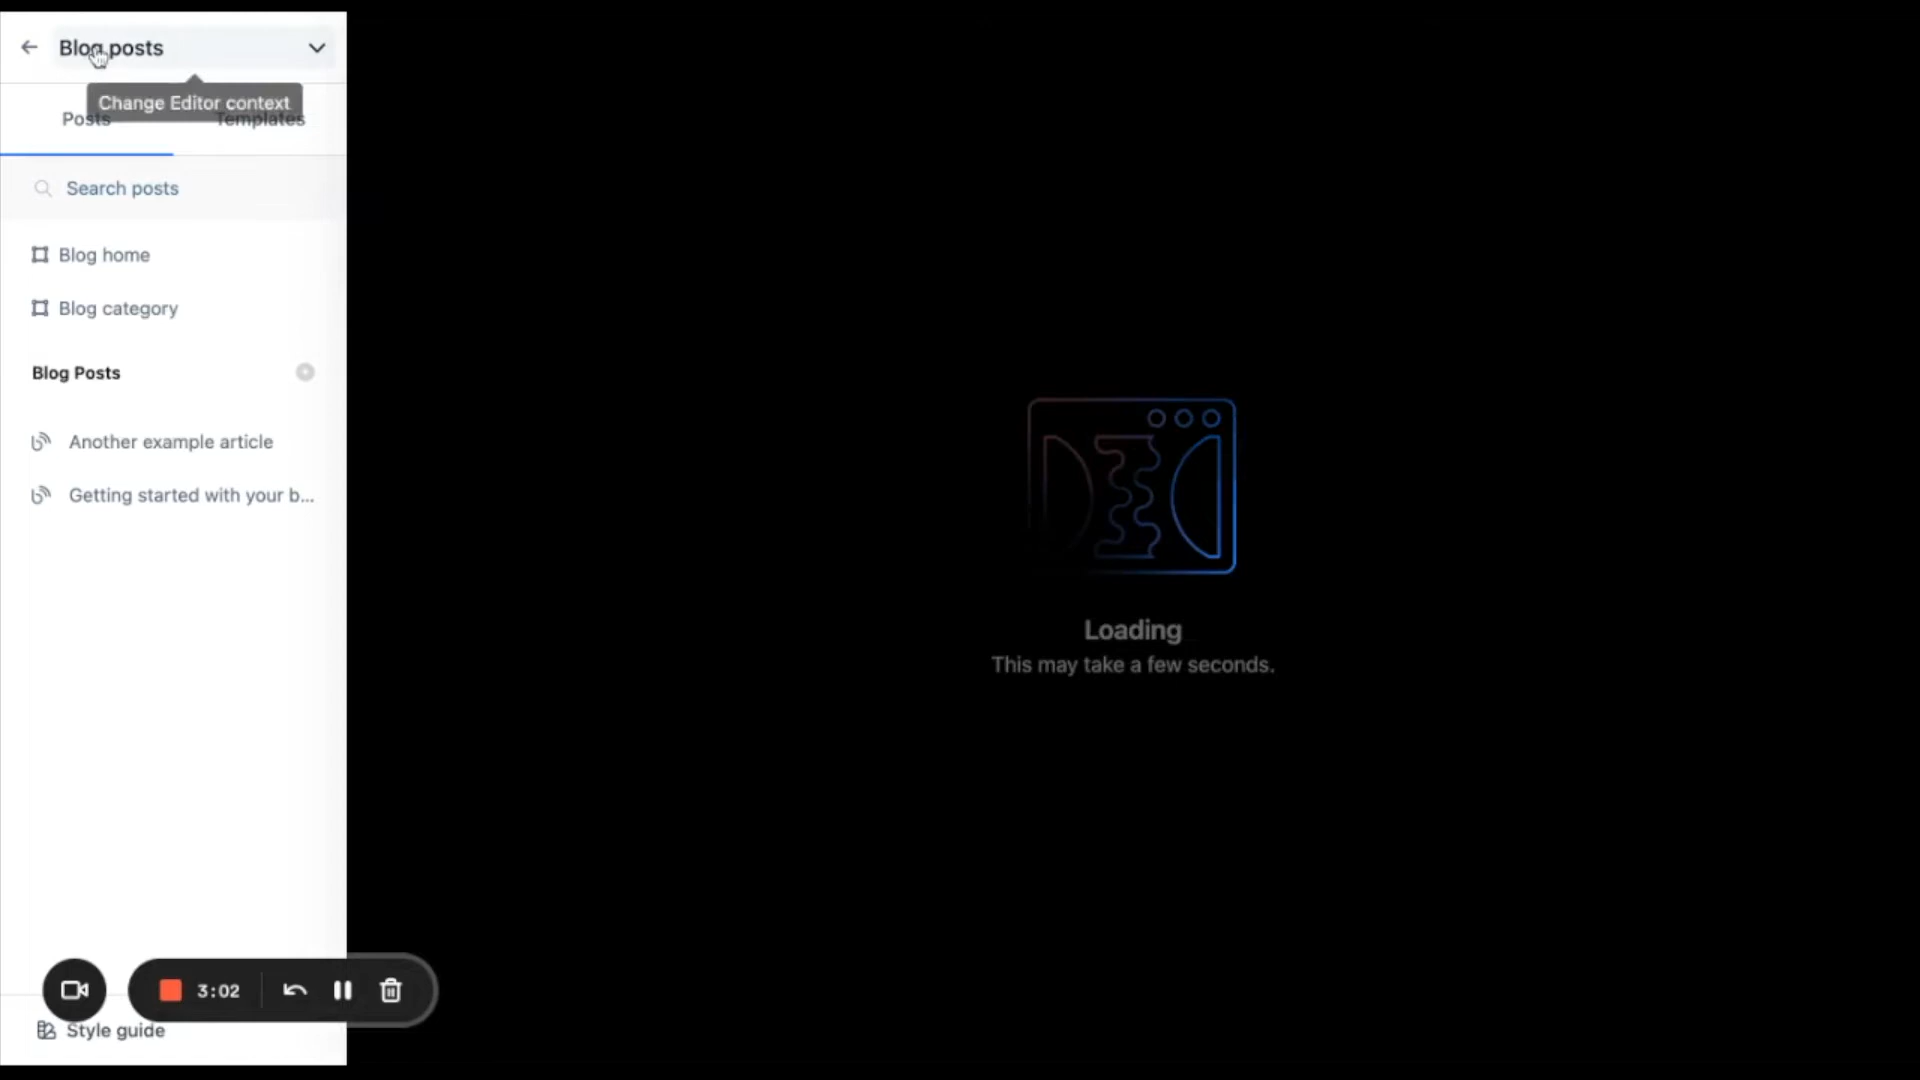 Blog posts
Change Editor context
Posts
Templates
Search posts
Blog home
Blog category
Blog Posts
Another example article
Getting started with your b...
Loading
This may take a few seconds.
3:02
Style guide